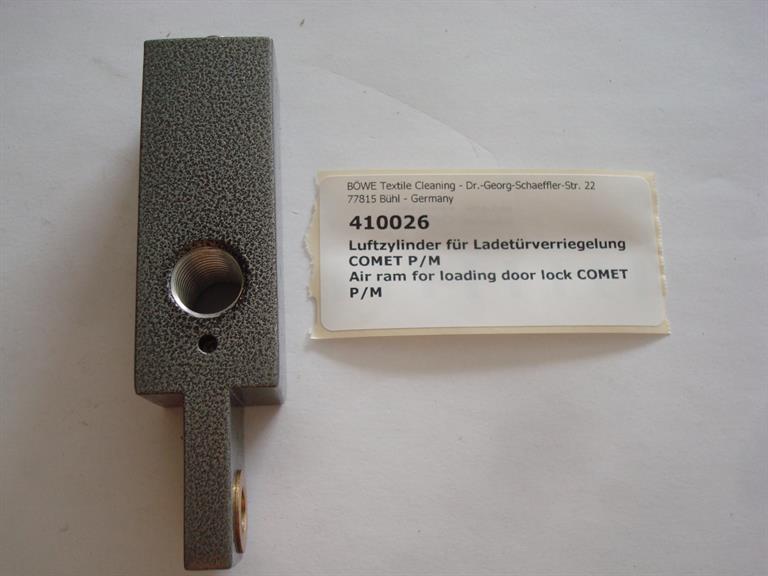 BÖWE Textile Cleaning - Dr.-Georg-Schaeffler-Str. 22
77815 Bühl - Germany
410026
Luftzylinder für Ladetürverriegelung
COMET P/M
Air ram for loading door lock COMET
P/M